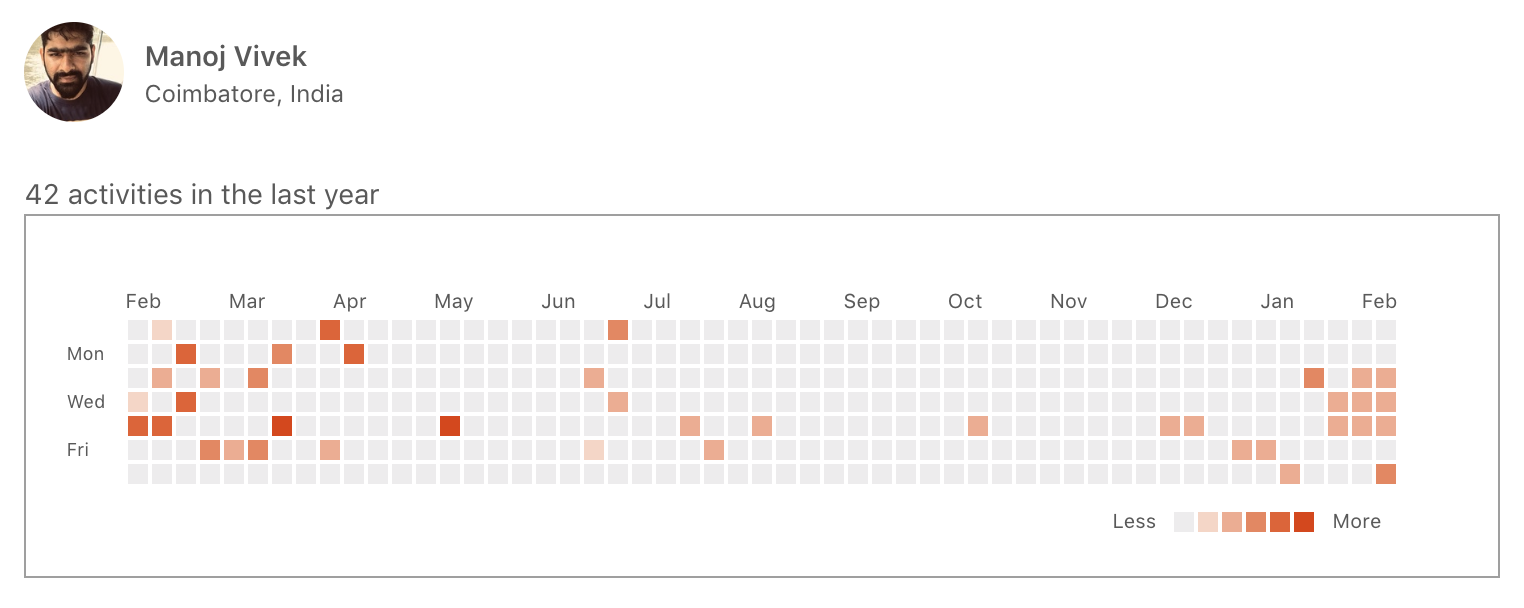 Manoj Vivek
Coimbatore, India
42 activities in the last year
Feb Mar Apr May Jun Jul Aug Sep Oct Nov Dec Jan Feb
Mon
Wed
Fri
Less More